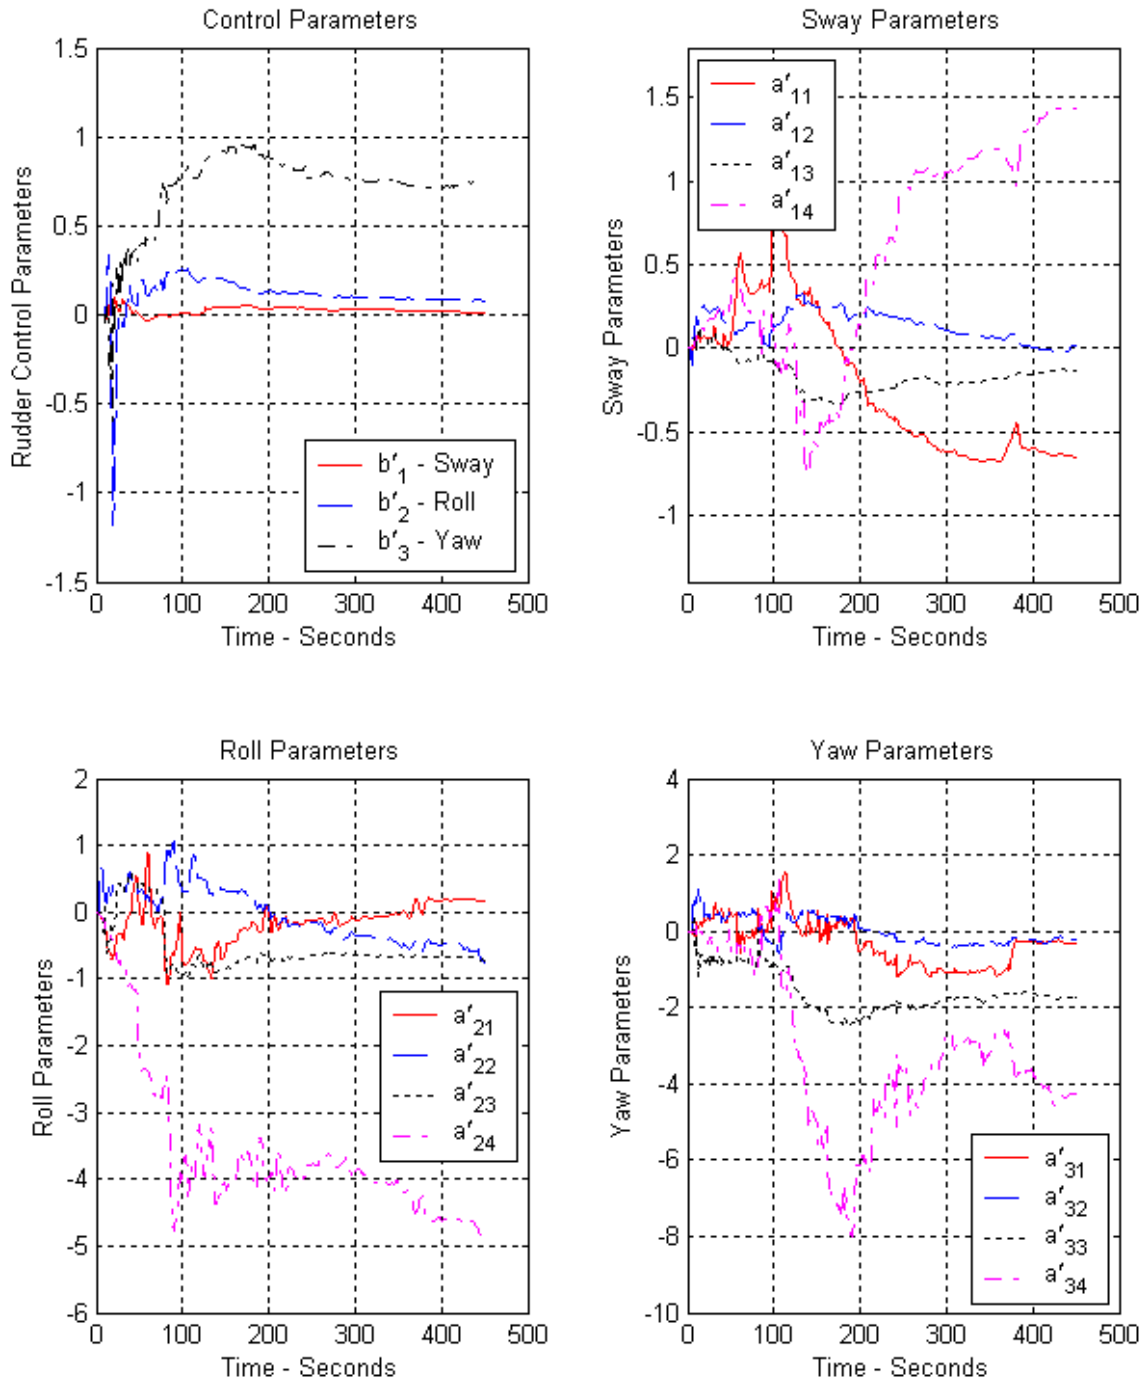 Control Parameters
1.5
1
0.5
0
-0.5
-1
-1.5
Rudder Control Parameters
b'1 - Sway
b'2 - Roll
b'3 - Yaw
0 100 200 300 400 500
Time - Seconds
Sway Parameters
1.5
1
0.5
0
-0.5
-1
Sway Parameters
a'11
a'12
a'13
a'14
0 100 200 300 400 500
Time - Seconds
Roll Parameters
2
1
0
-1
-2
-3
-4
-5
-6
Roll Parameters
a'21
a'22
a'23
a'24
0 100 200 300 400 500
Time - Seconds
Yaw Parameters
4
2
0
-2
-4
-6
-8
-10
Yaw Parameters
a'31
a'32
a'33
a'34
0 100 200 300 400 500
Time - Seconds